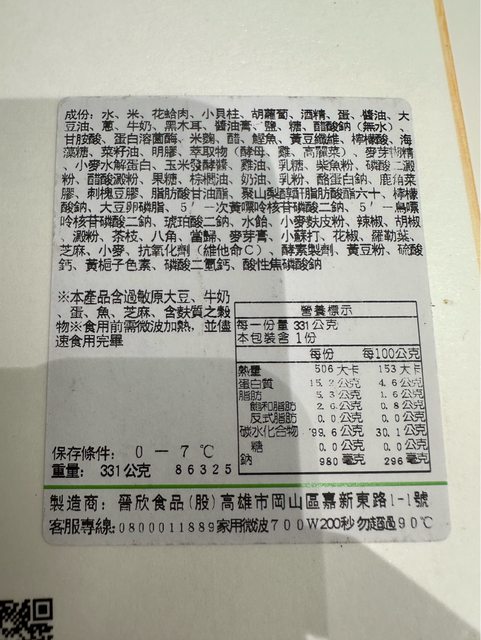 成份：水、米、花蛤肉、小貝柱、胡蘿蔔、酒精、蛋、醬油、大
豆油、蔥、牛奶、黑木耳、醬油膏、鹽、糖、醋酸鈉（無水）、
甘胺酸、蛋白溶菌酶、米麴、醋、鰹魚、黃豆纖維、檸檬酸、海
藻糖、菜籽油、明膠、萃取物（酵母、雞、高麗菜）、麥芽糊精
、小麥水解蛋白、玉米發酵醬、雞油、乳糖、柴魚粉、磷酸二澱
粉、醋酸澱粉、果糖、棕櫚油、奶油、乳粉、酪蛋白鈉、鹿角菜
膠、刺槐豆膠、脂肪酸甘油酯、聚山梨醇酐脂肪酸酯六十、檸檬
酸鈉、大豆卵磷脂、5'－次黃嘌呤核苷磷酸二鈉、5'－鳥嘌
呤核苷磷酸二鈉、琥珀酸二鈉、水飴、小麥麩皮粉、辣椒、胡椒
、澱粉、茶枝、八角、當歸、麥芽膏、小蘇打、花椒、羅勒葉、
芝麻、小麥、抗氧化劑（維他命C）、酵素製劑、黃豆粉、硫酸
鈣、黃梔子色素、磷酸二氫鈣、酸性焦磷酸鈉
※本產品含過敏原大豆、牛奶
、蛋、魚、芝麻、含麩質之穀
物※食用前需微波加熱，並儘
速食用完畢
營養標示
每一份量 331公克
本包裝含 1份
每份 每100公克
熱量 506 大卡 153 大卡
蛋白質 15.2 公克 4.6 公克
脂肪 5.3 公克 1.6 公克
飽和脂肪 2.6 公克 0.8 公克
反式脂肪 0.0 公克 0.0 公克
碳水化合物 99.6 公克 30.1 公克
糖 0.0 公克 0.0 公克
鈉 980 毫克 296 毫克
保存條件： 0－7℃
重量： 331公克 86325
製造商：晉欣食品(股)高雄市岡山區嘉新東路1-1號
客服專線:0800011889家用微波700W200秒勿超過90℃